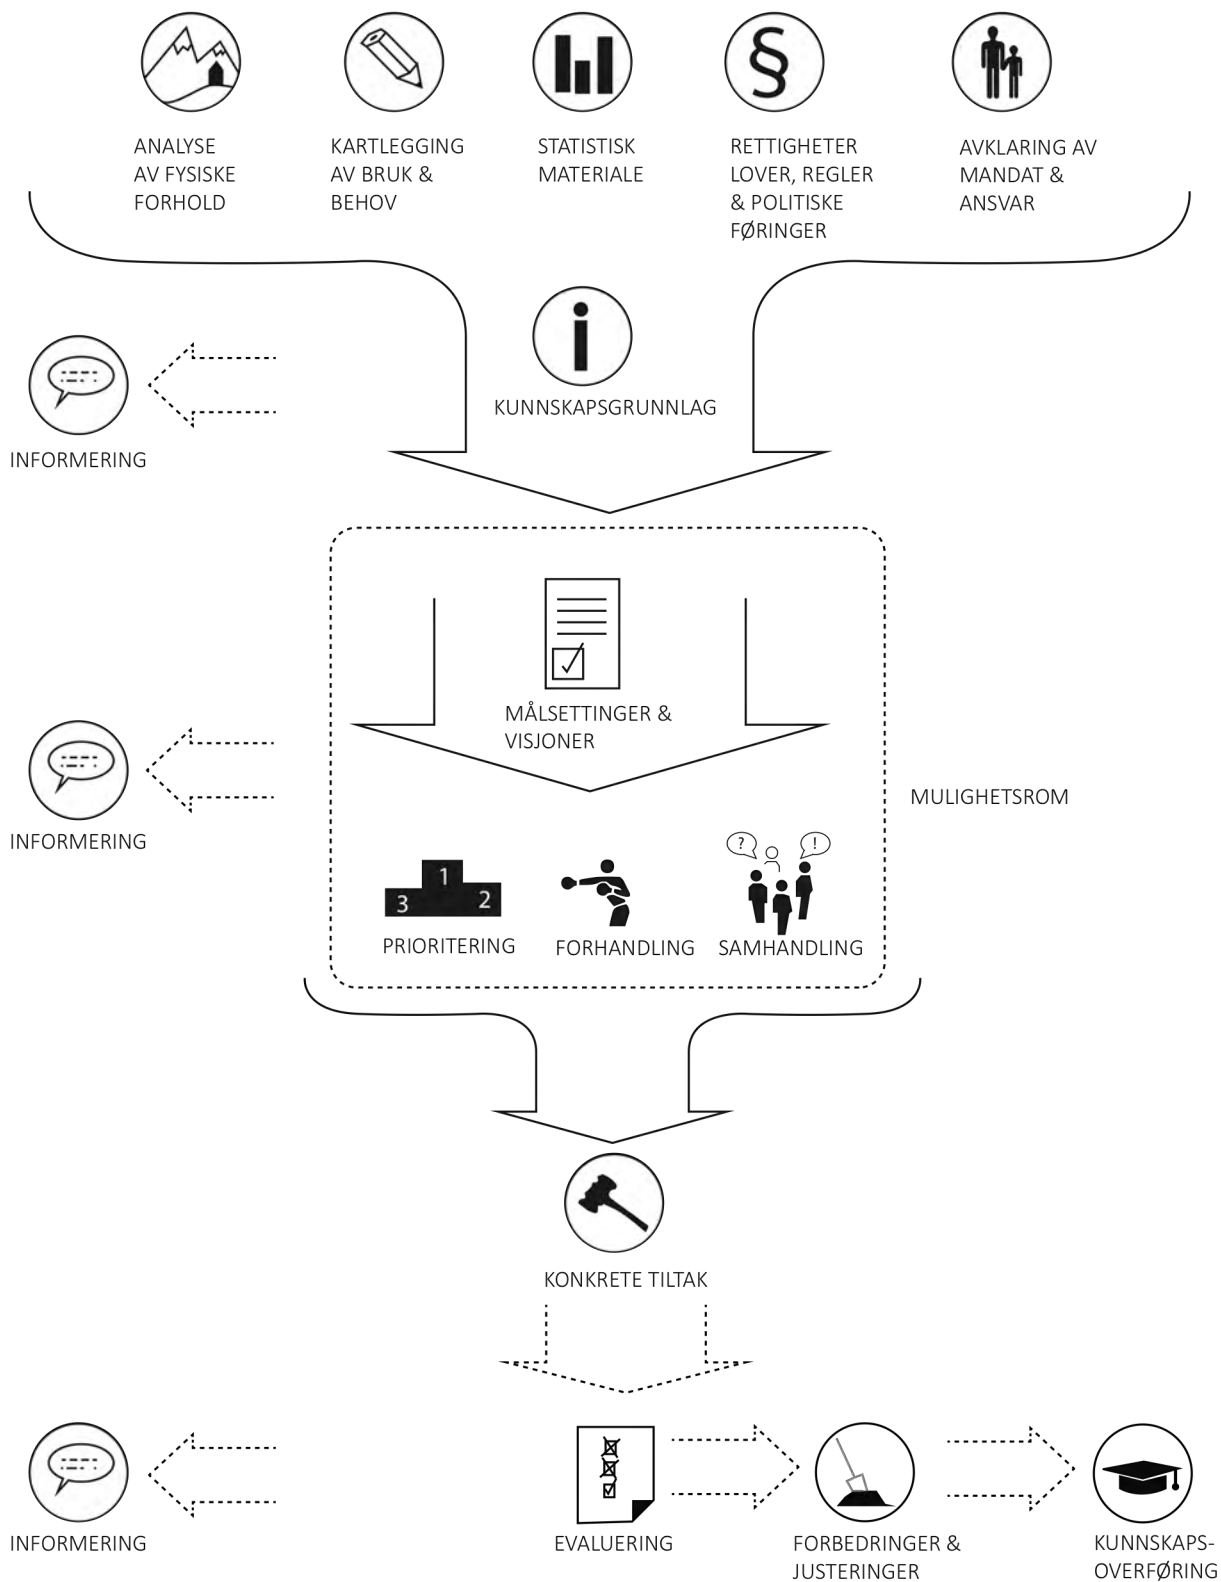 ANALYSE
AV FYSISKE
FORHOLD
KARTLEGGING
AV BRUK &
BEHOV
STATISTISK
MATERIALE
RETTIGHETER
LOVER, REGLER
& POLITISKE
FØRINGER
AVKLARING AV
MANDAT &
ANSVAR
KUNNSKAPSGRUNNLAG
INFORMERING
MÅLSETTINGER &
VISJONER
INFORMERING
MULIGHETSROM
? !
1
3 2
PRIORITERING
FORHANDLING
SAMHANDLING
KONKRETE TILTAK
INFORMERING
EVALUERING
FORBEDRINGER &
JUSTERINGER
KUNNSKAPS-
OVERFØRING